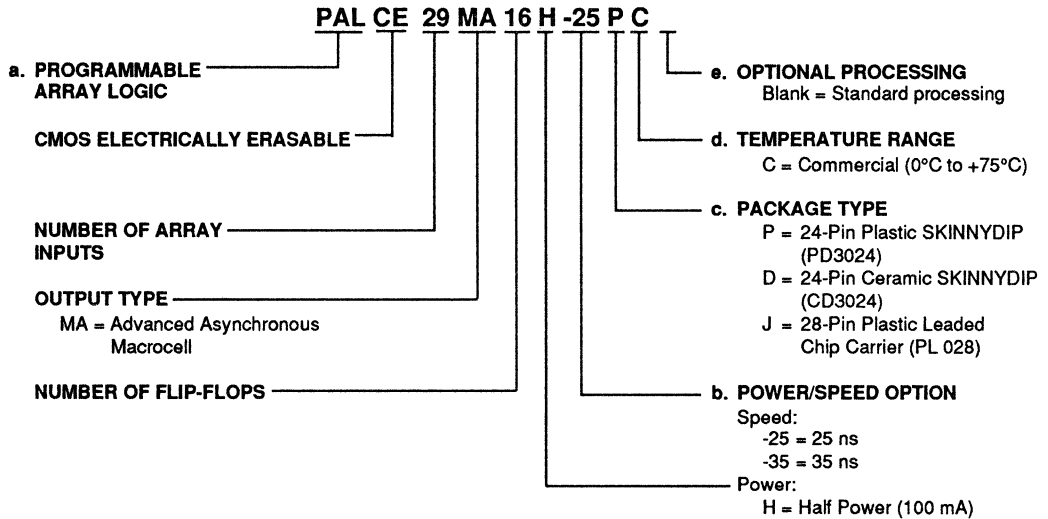 PAL CE 29 MA 16 H -25 P C
a. PROGRAMMABLE
ARRAY LOGIC
CMOS ELECTRICALLY ERASABLE
NUMBER OF ARRAY
INPUTS
OUTPUT TYPE
MA = Advanced Asynchronous
Macrocell
NUMBER OF FLIP-FLOPS
e. OPTIONAL PROCESSING
Blank = Standard processing
d. TEMPERATURE RANGE
C = Commercial (0°C to +75°C)
c. PACKAGE TYPE
P = 24-Pin Plastic SKINNYDIP
(PD3024)
D = 24-Pin Ceramic SKINNYDIP
(CD3024)
J = 28-Pin Plastic Leaded
Chip Carrier (PL 028)
b. POWER/SPEED OPTION
Speed:
-25 = 25 ns
-35 = 35 ns
Power:
H = Half Power (100 mA)